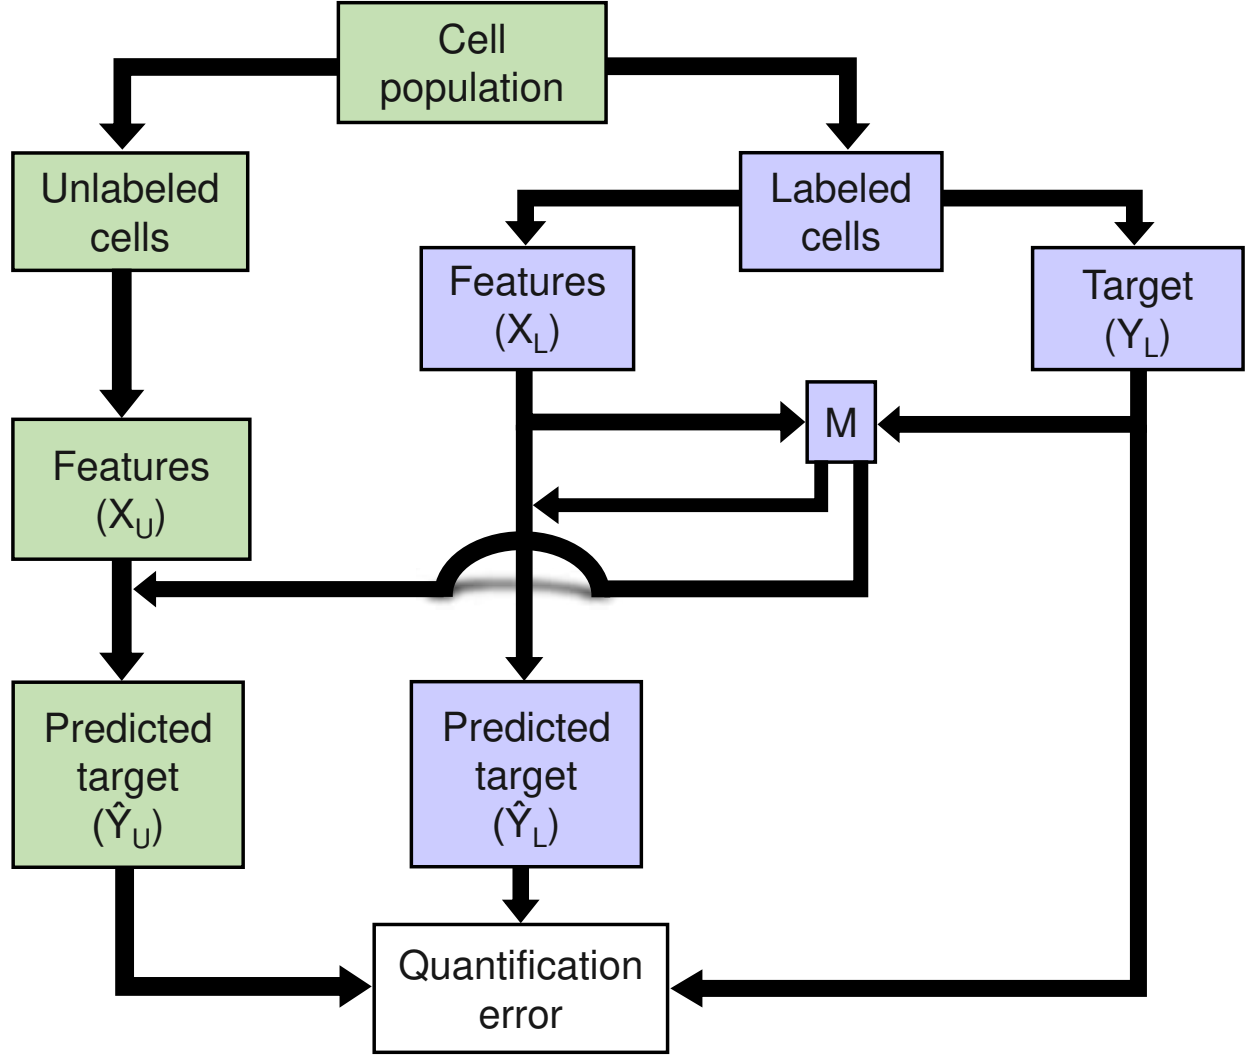 Cell
population
Unlabeled
cells
Labeled
cells
Features
(X_L)
Target
(Y_L)
M
Features
(X_U)
Predicted
target
(Ŷ_U)
Predicted
target
(Ŷ_L)
Quantification
error